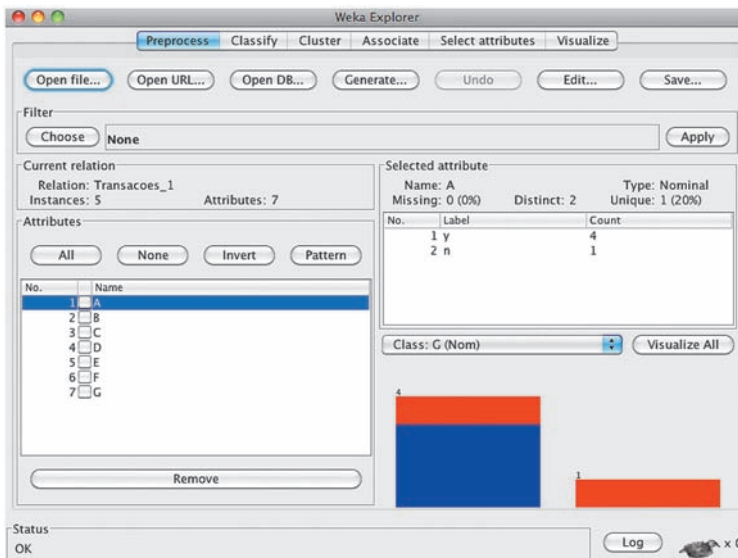 Weka Explorer
Preprocess Classify Cluster Associate Select attributes Visualize
Open file... Open URL... Open DB... Generate... Undo Edit... Save...
Filter
Choose None Apply
Current relation
Relation: Transacoes_1
Instances: 5 Attributes: 7
Selected attribute
Name: A Type: Nominal
Missing: 0 (0%) Distinct: 2 Unique: 1 (20%)
No. Label Count
1 y 4
2 n 1
Attributes
All None Invert Pattern
No. Name
1 A
2 B
3 C
4 D
5 E
6 F
7 G
Remove
Class: G (Nom) Visualize All
4
1
Status
OK
Log x 0